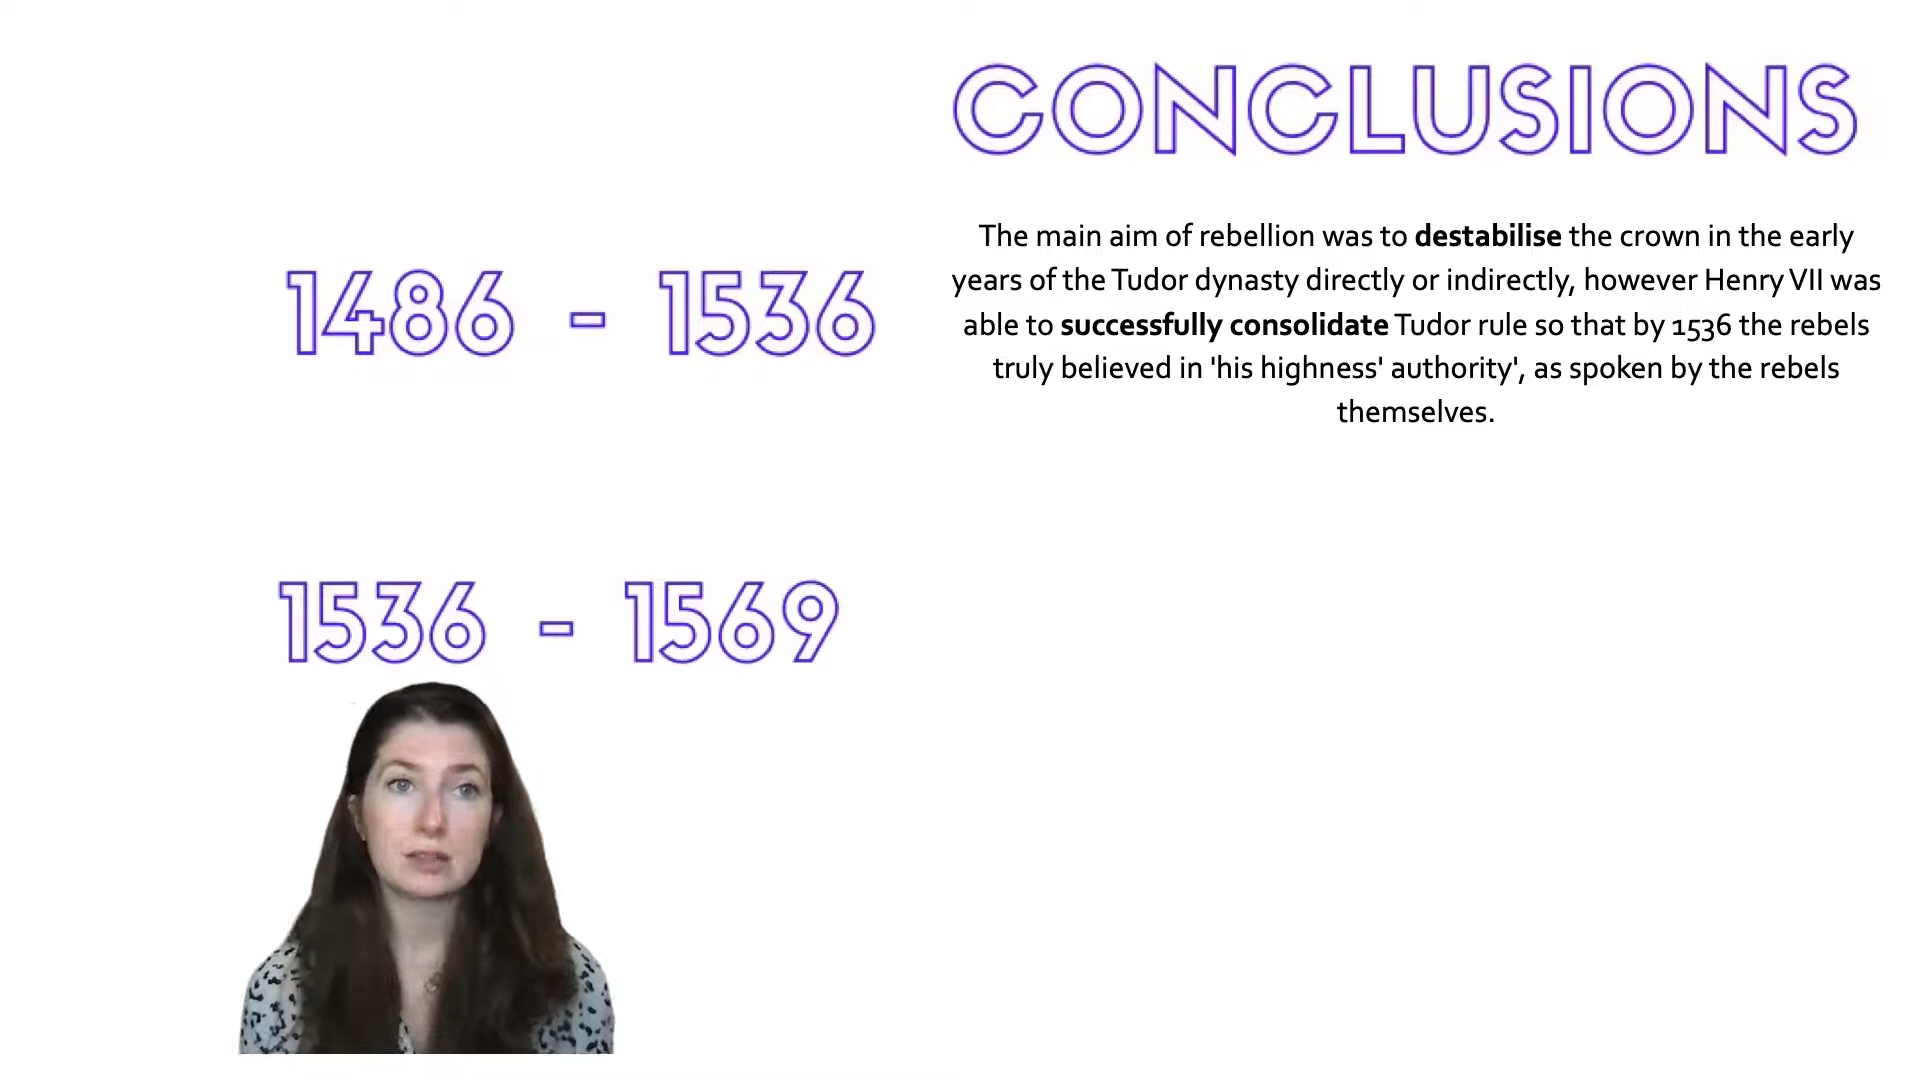 CONCLUSIONS
The main aim of rebellion was to destabilise the crown in the early
years of the Tudor dynasty directly or indirectly, however Henry VII was
able to successfully consolidate Tudor rule so that by 1536 the rebels
truly believed in 'his highness' authority', as spoken by the rebels
themselves.
1486 - 1536
1536 - 1569